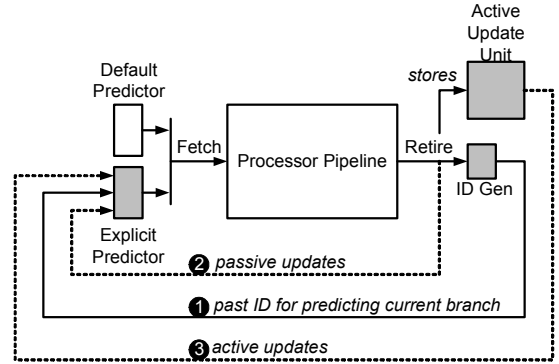 Active
Update
Unit
stores
Default
Predictor
Fetch
Processor Pipeline
Retire
ID Gen
Explicit
Predictor
2 passive updates
1 past ID for predicting current branch
3 active updates